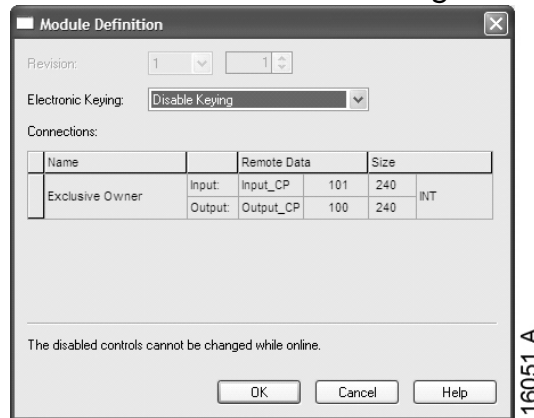 Module Definition
Revision: 1 1
Electronic Keying: Disable Keying
Connections:
Name Remote Data Size
Exclusive Owner Input: Input_CP 101 240 INT
Output: Output_CP 100 240
The disabled controls cannot be changed while online.
OK Cancel Help
16051_A